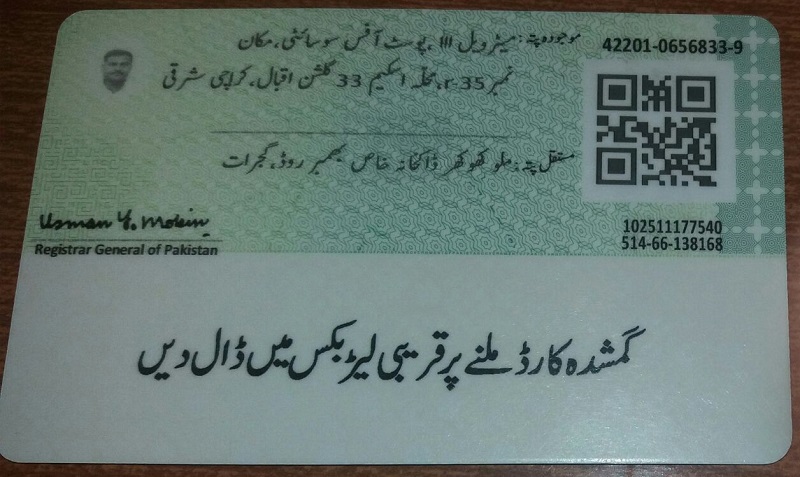 42201-0656833-9
موجودہ پتہ: میٹرویل III ، پوسٹ آفس سوسائٹی، مکان
نمبر r-35، محلہ اسکیم 33 گلشن اقبال، کراچی شرقی
مستقل پتہ: ملو کھوکھر ڈاکخانہ خاص بھمبر روڈ، گجرات
102511177540
514-66-138168
Usman Y. Mobin
Registrar General of Pakistan
گمشدہ کارڈ ملنے پر قریبی لیٹر بکس میں ڈال دیں